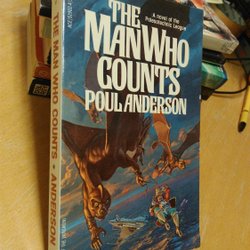 THE
MAN WHO
COUNTS
A novel of the
Polesotechnic League
POUL ANDERSON
THE MAN WHO COUNTS • ANDERSON